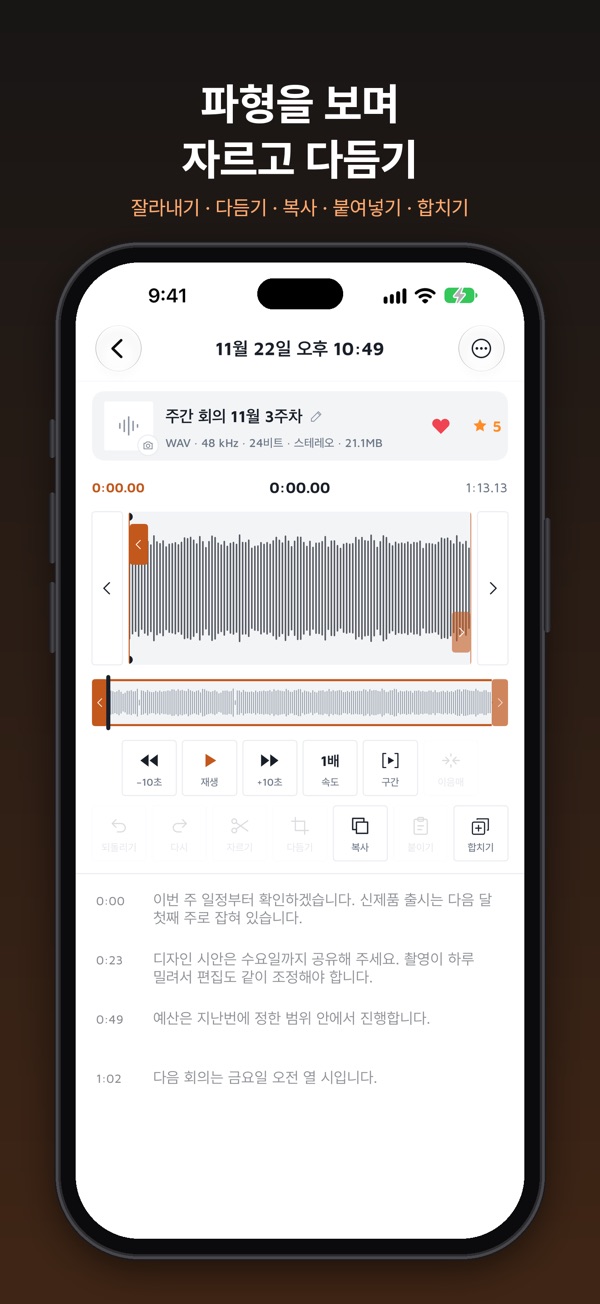 파형을 보며
자르고 다듬기
잘라내기 · 다듬기 · 복사 · 붙여넣기 · 합치기
9:41
11월 22일 오후 10:49
주간 회의 11월 3주차
5
WAV · 48 kHz · 24비트 · 스테레오 · 21.1MB
0:00.00 0:00.00 1:13.13
-10초 재생 +10초 1배 속도 구간 이음매
되돌리기 다시 자르기 다듬기 복사 붙이기 합치기
0:00 이번 주 일정부터 확인하겠습니다. 신제품 출시는 다음 달
첫째 주로 잡혀 있습니다.
0:23 디자인 시안은 수요일까지 공유해 주세요. 촬영이 하루
밀려서 편집도 같이 조정해야 합니다.
0:49 예산은 지난번에 정한 범위 안에서 진행합니다.
1:02 다음 회의는 금요일 오전 열 시입니다.